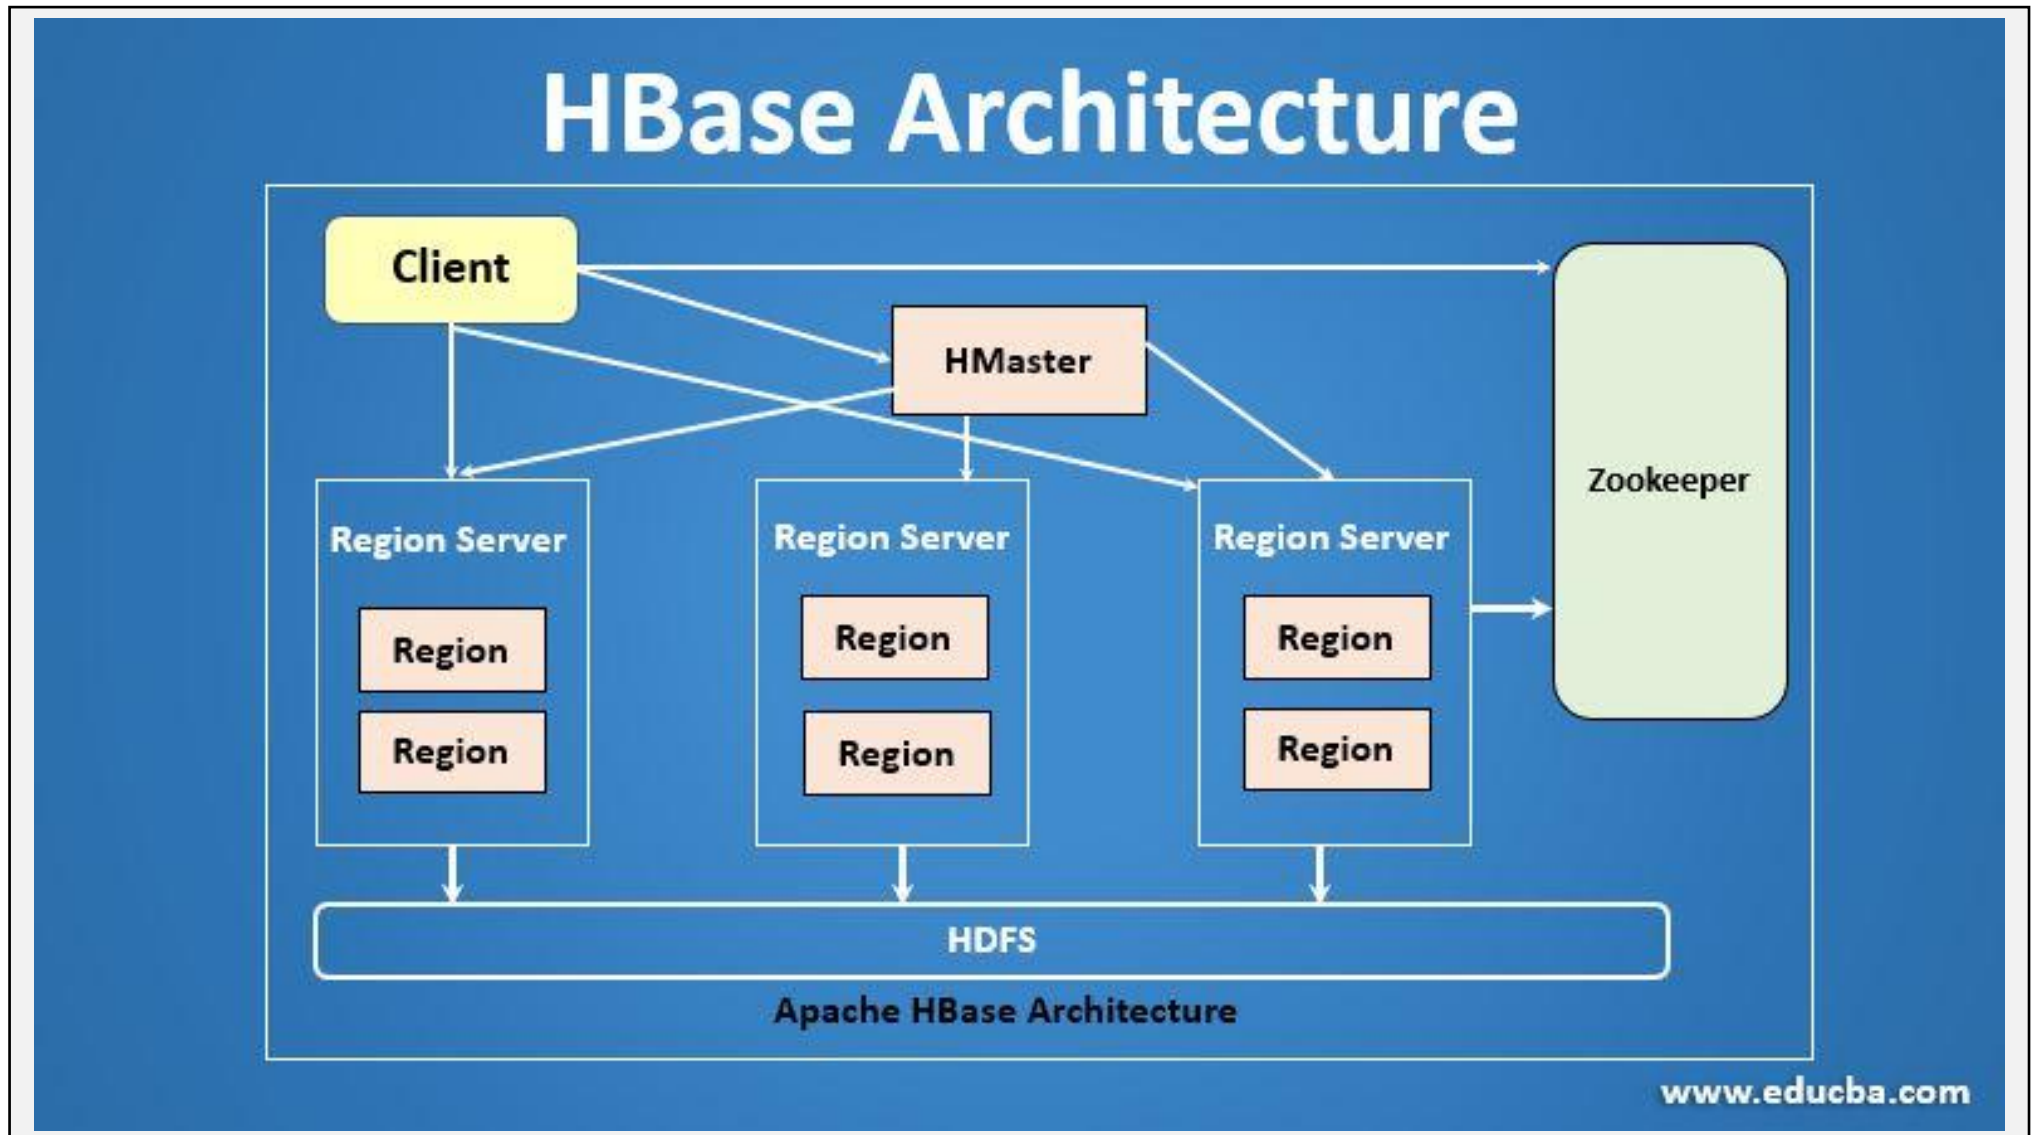 HBase Architecture
Client
HMaster
Zookeeper
Region Server
Region Server
Region Server
Region
Region
Region
Region
Region
Region
HDFS
Apache HBase Architecture
www.educba.com